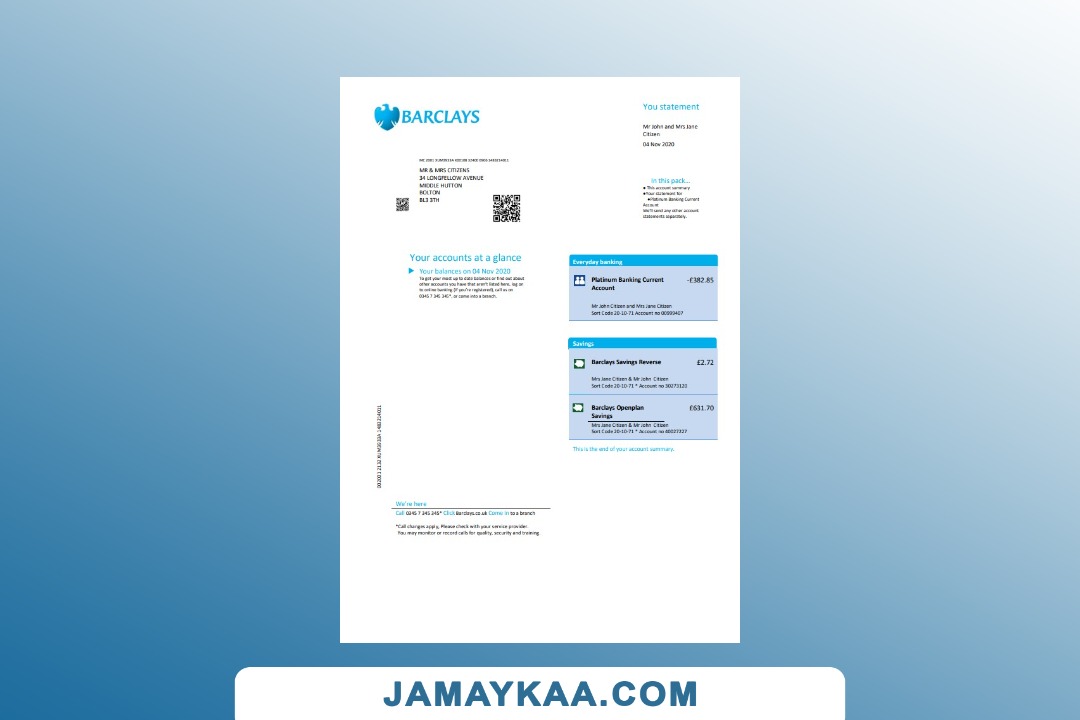 BARCLAYS
You statement
Mr John and Mrs Jane
Citizen
04 Nov 2020
MR & MRS CITIZENS
34 LONGFELLOW AVENUE
MIDDLE HUTTON
BOLTON
BL3 3TH
In this pack...
● This account summary
●Your statement for
●Platinum Banking Current
Account
We'll send any other account
statements separately.
Your accounts at a glance
Your balances on 04 Nov 2020
To get your most up to date balances or find out about
other accounts you have that aren't listed here, log on
to online banking (if you're registered), call us on
0345 7 345 345*, or come into a branch.
Everyday banking
Platinum Banking Current -£382.85
Account
Mr John Citizen and Mrs Jane Citizen
Sort Code 20-10-71 Account no 00999407
Savings
Barclays Savings Reverse £2.72
Mrs Jane Citizen & Mr John Citizen
Sort Code 20-10-71 * Account no 30273120
Barclays Openplan £631.70
Savings
Mrs Jane Citizen & Mr John Citizen
Sort Code 20-10-71 * Account no 40027327
This is the end of your account summary.
We're here
Call 0345 7 345 345* Click Barclays.co.uk Come in to a branch
*Call changes apply, Please check with your service provider.
You may monitor or record calls for quality, security and training.
JAMAYKAA.COM